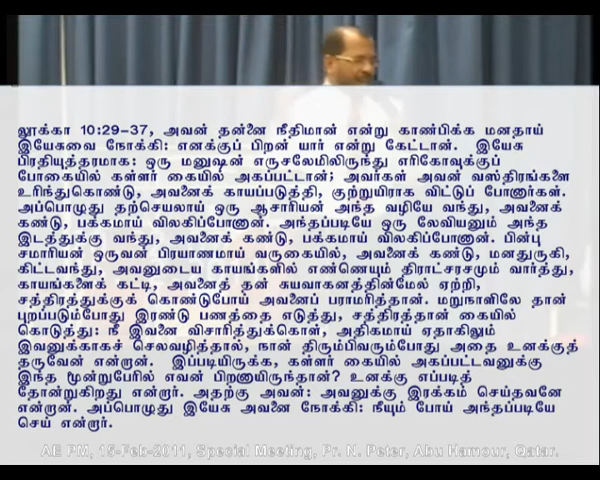 லூக்கா 10:29-37, அவன் தன்னை நீதிமான் என்று காண்பிக்க மனதாய்
இயேசுவை நோக்கி: எனக்குப் பிறன் யார் என்று கேட்டான். இயேசு
பிரதியுத்தரமாக: ஒரு மனுஷன் எருசலேமிலிருந்து எரிகோவுக்குப்
போகையில் கள்ளர் கையில் அகப்பட்டான்; அவர்கள் அவன் வஸ்திரங்களை
உரிந்துகொண்டு, அவனைக் காயப்படுத்தி, குற்றுயிராக விட்டுப் போனார்கள்.
அப்பொழுது தற்செயலாய் ஒரு ஆசாரியன் அந்த வழியே வந்து, அவனைக்
கண்டு, பக்கமாய் விலகிப்போனான். அந்தப்படியே ஒரு லேவியனும் அந்த
இடத்துக்கு வந்து, அவனைக் கண்டு, பக்கமாய் விலகிப்போனான். பின்பு
சமாரியன் ஒருவன் பிரயாணமாய் வருகையில், அவனைக் கண்டு, மனதுருகி,
கிட்டவந்து, அவனுடைய காயங்களில் எண்ணெயும் திராட்சரசமும் வார்த்து,
காயங்களைக் கட்டி, அவனைத் தன் சுயவாகனத்தின்மேல் ஏற்றி,
சத்திரத்துக்குக் கொண்டுபோய் அவனைப் பராமரித்தான். மறுநாளிலே தான்
புறப்படும்போது இரண்டு பணத்தை எடுத்து, சத்திரத்தான் கையில்
கொடுத்து: நீ இவனை விசாரித்துக்கொள், அதிகமாய் ஏதாகிலும்
இவனுக்காகச் செலவழித்தால், நான் திரும்பிவரும்போது அதை உனக்குத்
தருவேன் என்றான். இப்படியிருக்க, கள்ளர் கையில் அகப்பட்டவனுக்கு
இந்த மூன்றுபேரில் எவன் பிறனாயிருந்தான்? உனக்கு எப்படித்
தோன்றுகிறது என்றார். அதற்கு அவன்: அவனுக்கு இரக்கம் செய்தவனே
என்றான். அப்பொழுது இயேசு அவனை நோக்கி: நீயும் போய் அந்தப்படியே
செய் என்றார்.
AE PM, 15-Feb-2011, Special Meeting, Pr. N. Peter, Abu Hamour, Qatar.